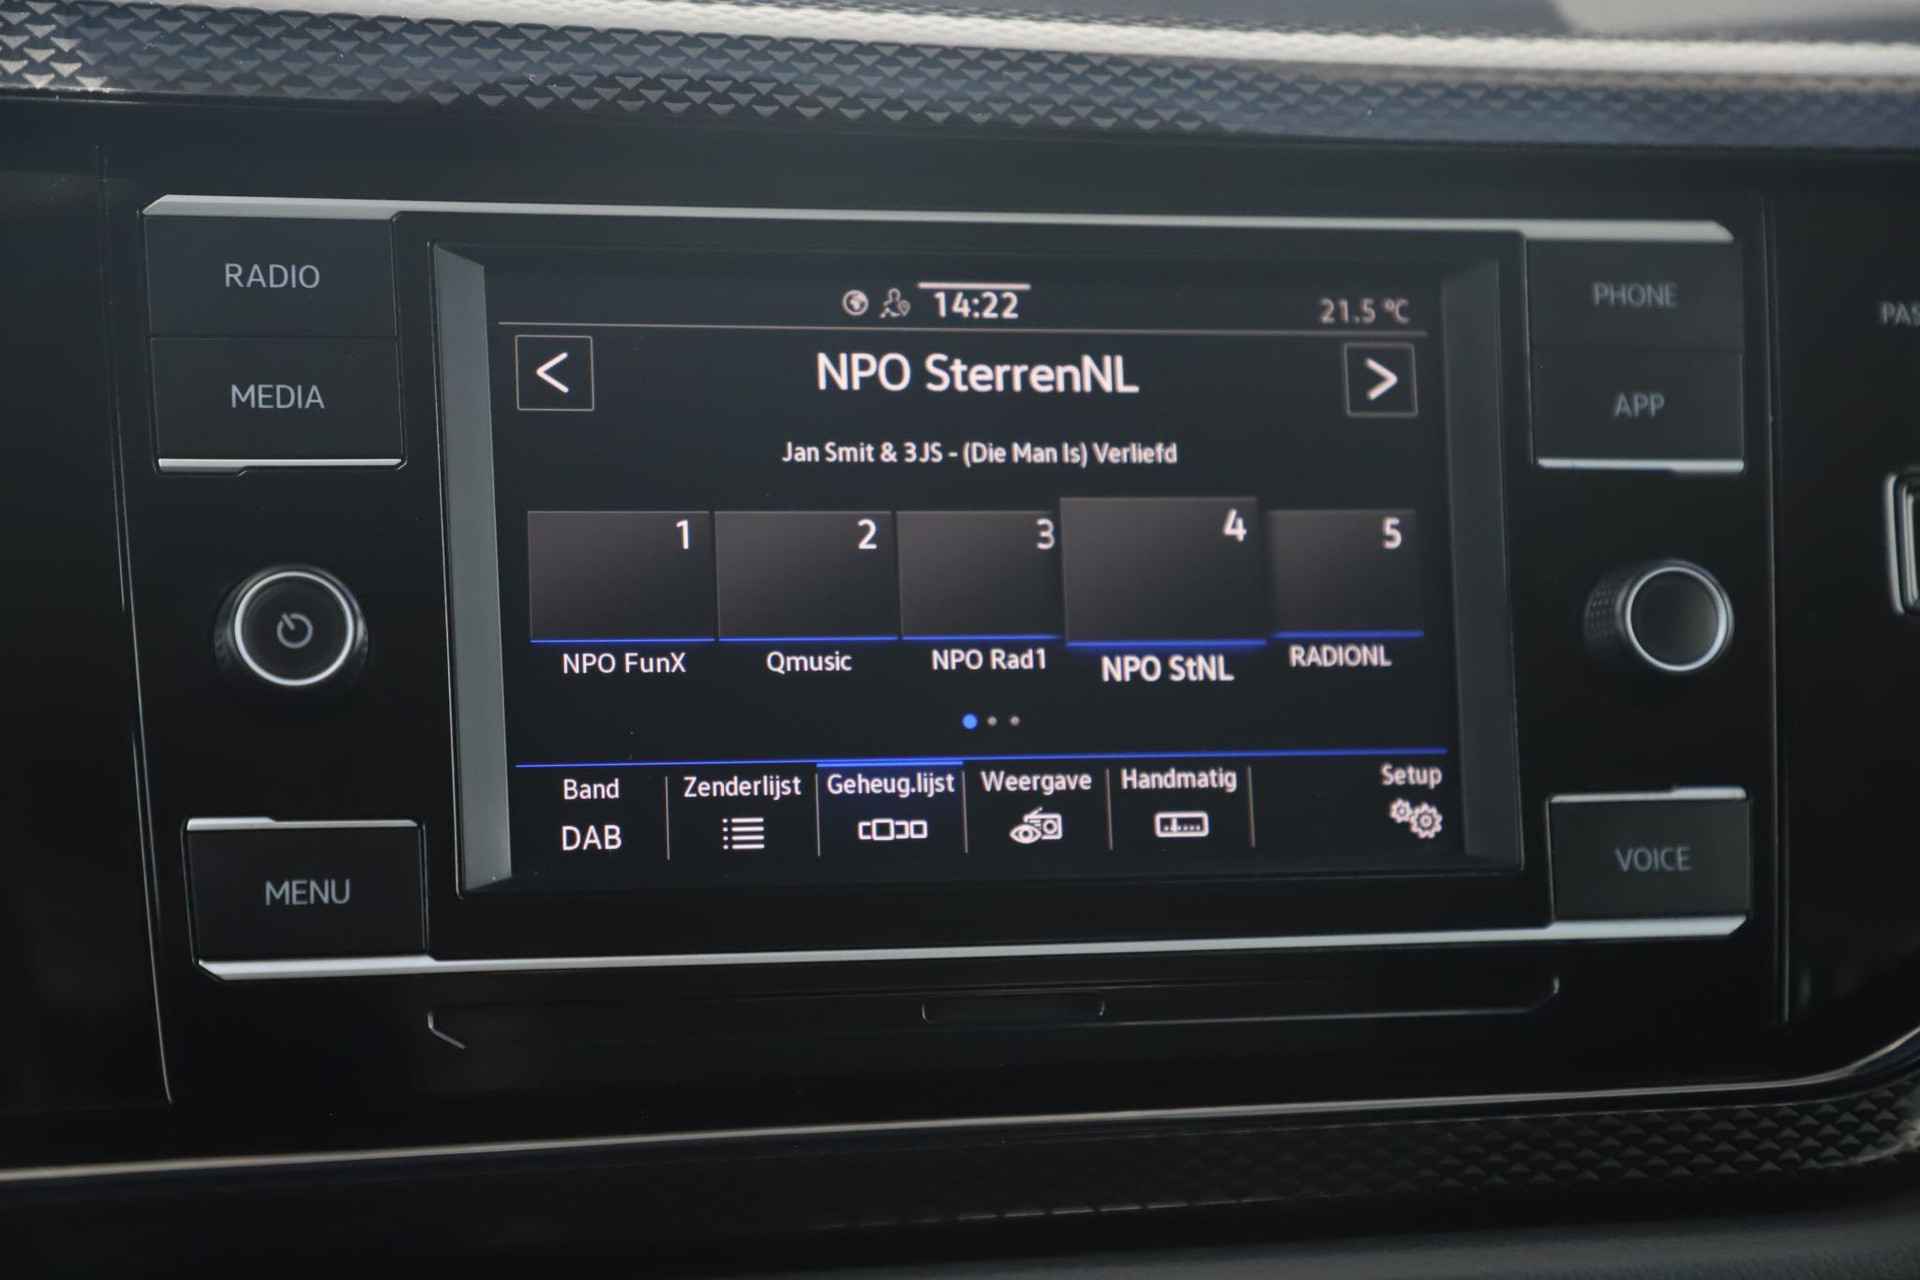 RADIO
MEDIA
MENU
14:22
21.5 ºC
<
NPO SterrenNL
>
Jan Smit & 3JS - (Die Man Is) Verliefd
1
2
3
4
5
NPO FunX
Qmusic
NPO Rad1
NPO StNL
RADIONL
Band
DAB
Zenderlijst
Geheug.lijst
Weergave
Handmatig
Setup
PHONE
APP
VOICE
PAS